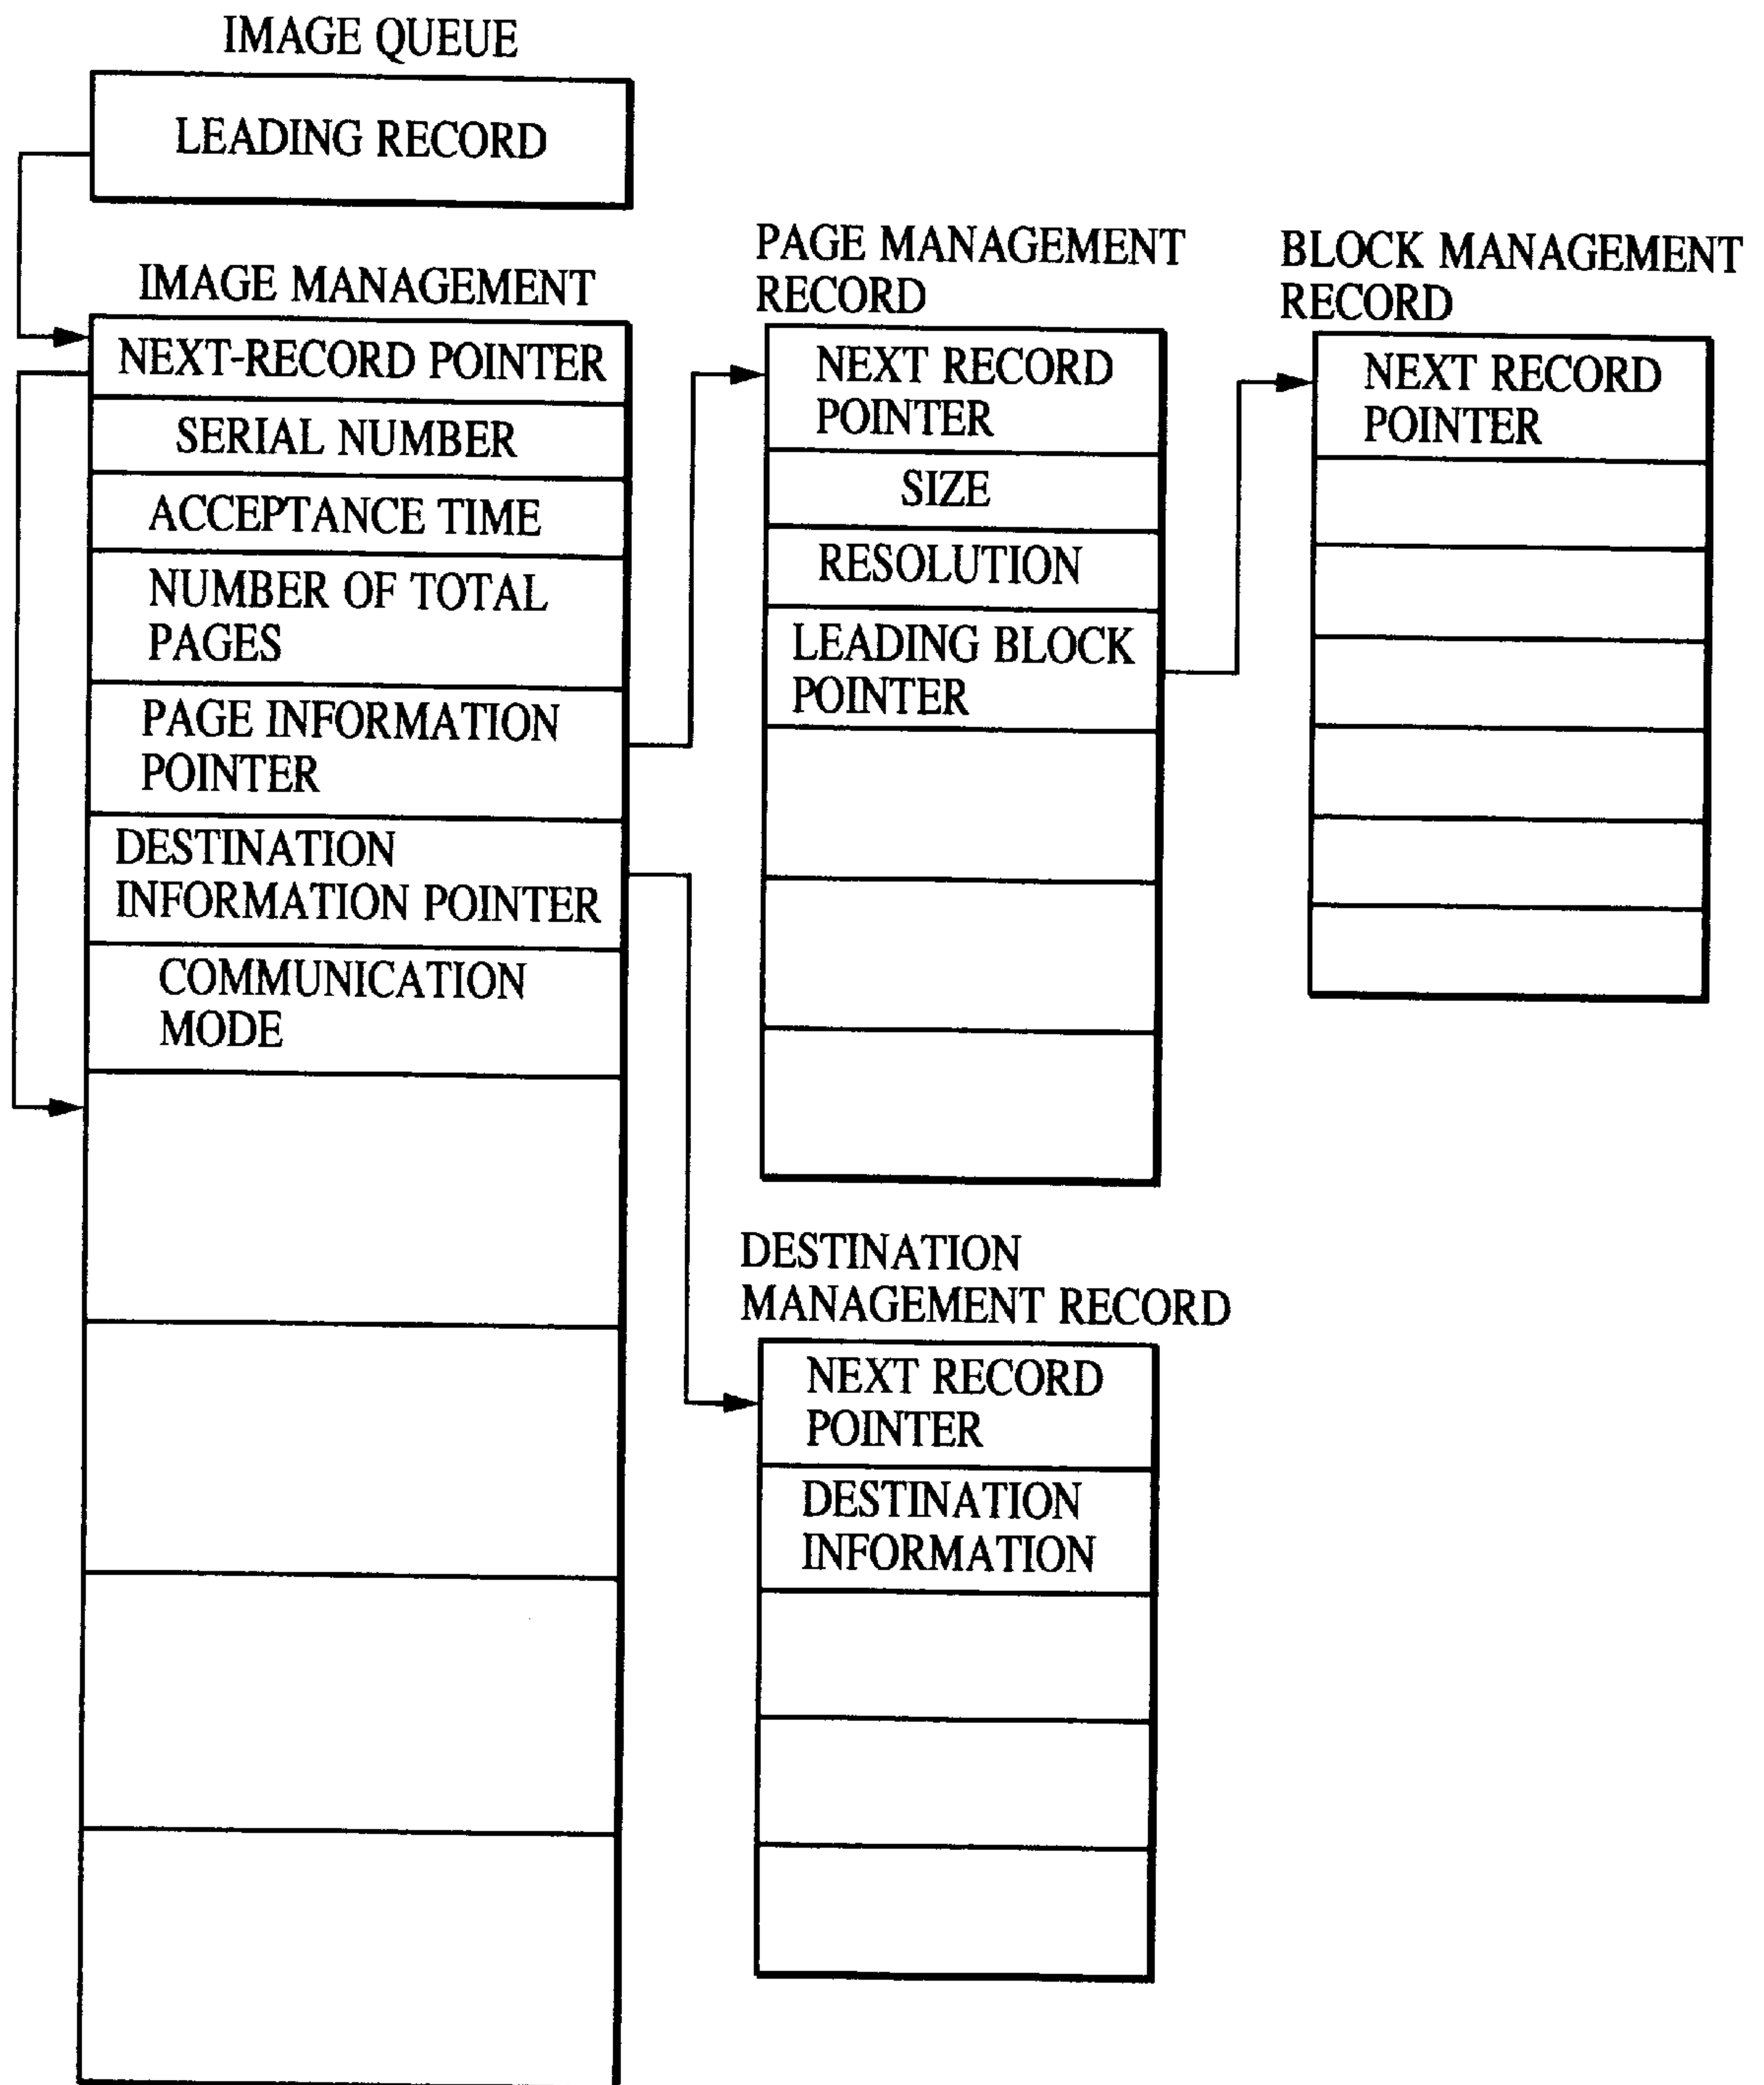 IMAGE QUEUE
LEADING RECORD
IMAGE MANAGEMENT
NEXT-RECORD POINTER
SERIAL NUMBER
ACCEPTANCE TIME
NUMBER OF TOTAL
PAGES
PAGE INFORMATION
POINTER
DESTINATION
INFORMATION POINTER
COMMUNICATION
MODE
PAGE MANAGEMENT
RECORD
NEXT RECORD
POINTER
SIZE
RESOLUTION
LEADING BLOCK
POINTER
BLOCK MANAGEMENT
RECORD
NEXT RECORD
POINTER
DESTINATION
MANAGEMENT RECORD
NEXT RECORD
POINTER
DESTINATION
INFORMATION